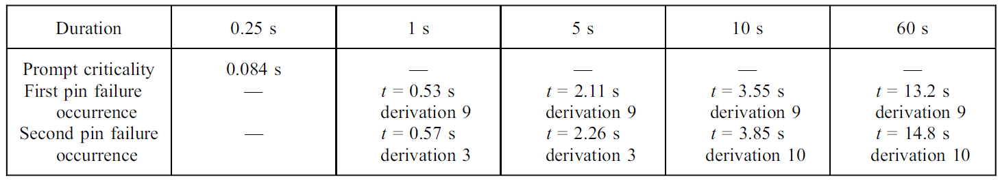 Duration 0.25 s 1 s 5 s 10 s 60 s
Prompt criticality 0.084 s — — — —
First pin failure — t = 0.53 s t = 2.11 s t = 3.55 s t = 13.2 s
occurrence derivation 9 derivation 9 derivation 9 derivation 9
Second pin failure — t = 0.57 s t = 2.26 s t = 3.85 s t = 14.8 s
occurrence derivation 3 derivation 3 derivation 10 derivation 10